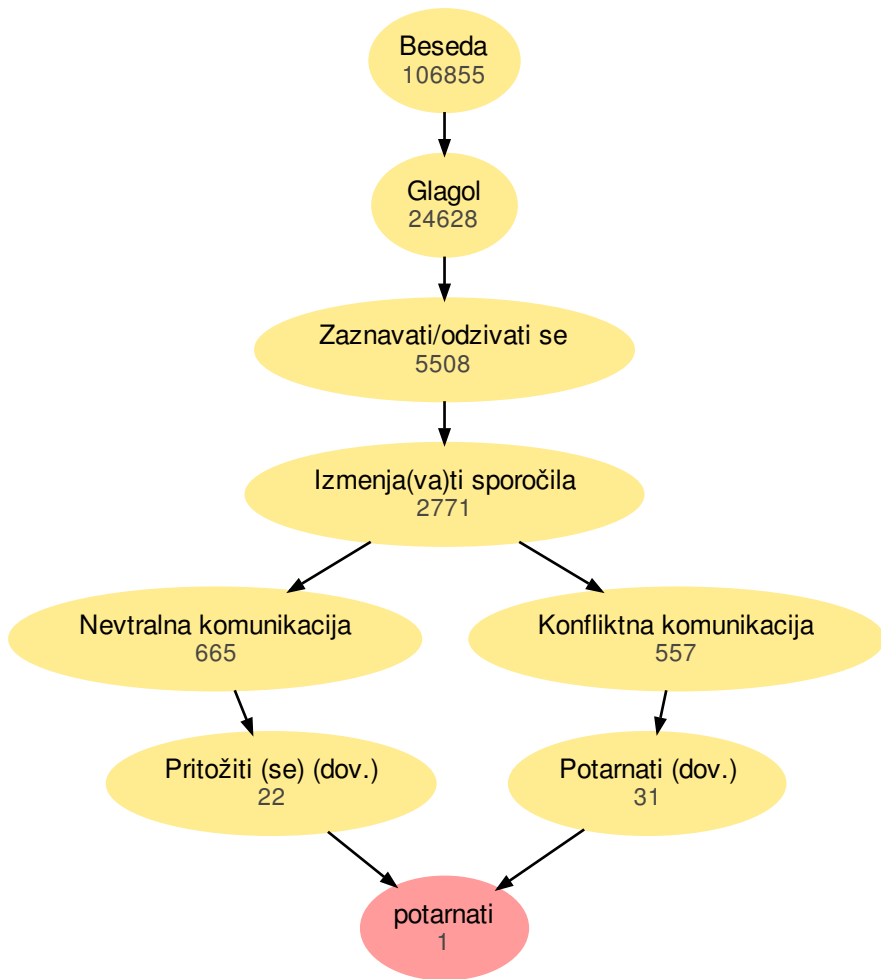 Beseda
106855
Glagol
24628
Zaznavati/odzivati se
5508
Izmenja(va)ti sporočila
2771
Nevtralna komunikacija
665
Konfliktna komunikacija
557
Pritožiti (se) (dov.)
22
Potarnati (dov.)
31
potarnati
1